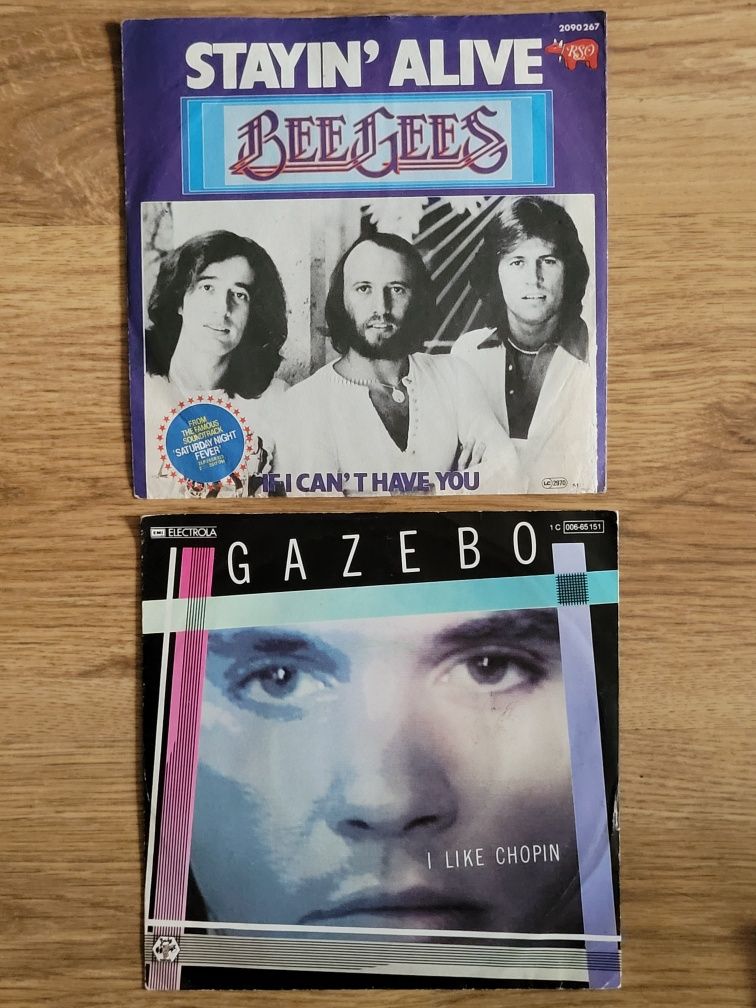 2090 267
STAYIN' ALIVE
RSO
BEE GEES
FROM
THE FAMOUS
SOUNDTRACK
'SATURDAY NIGHT
FEVER'
IF I CAN'T HAVE YOU
LC 2970
EMI ELECTROLA
1 C 006-65 151
GAZEBO
I LIKE CHOPIN